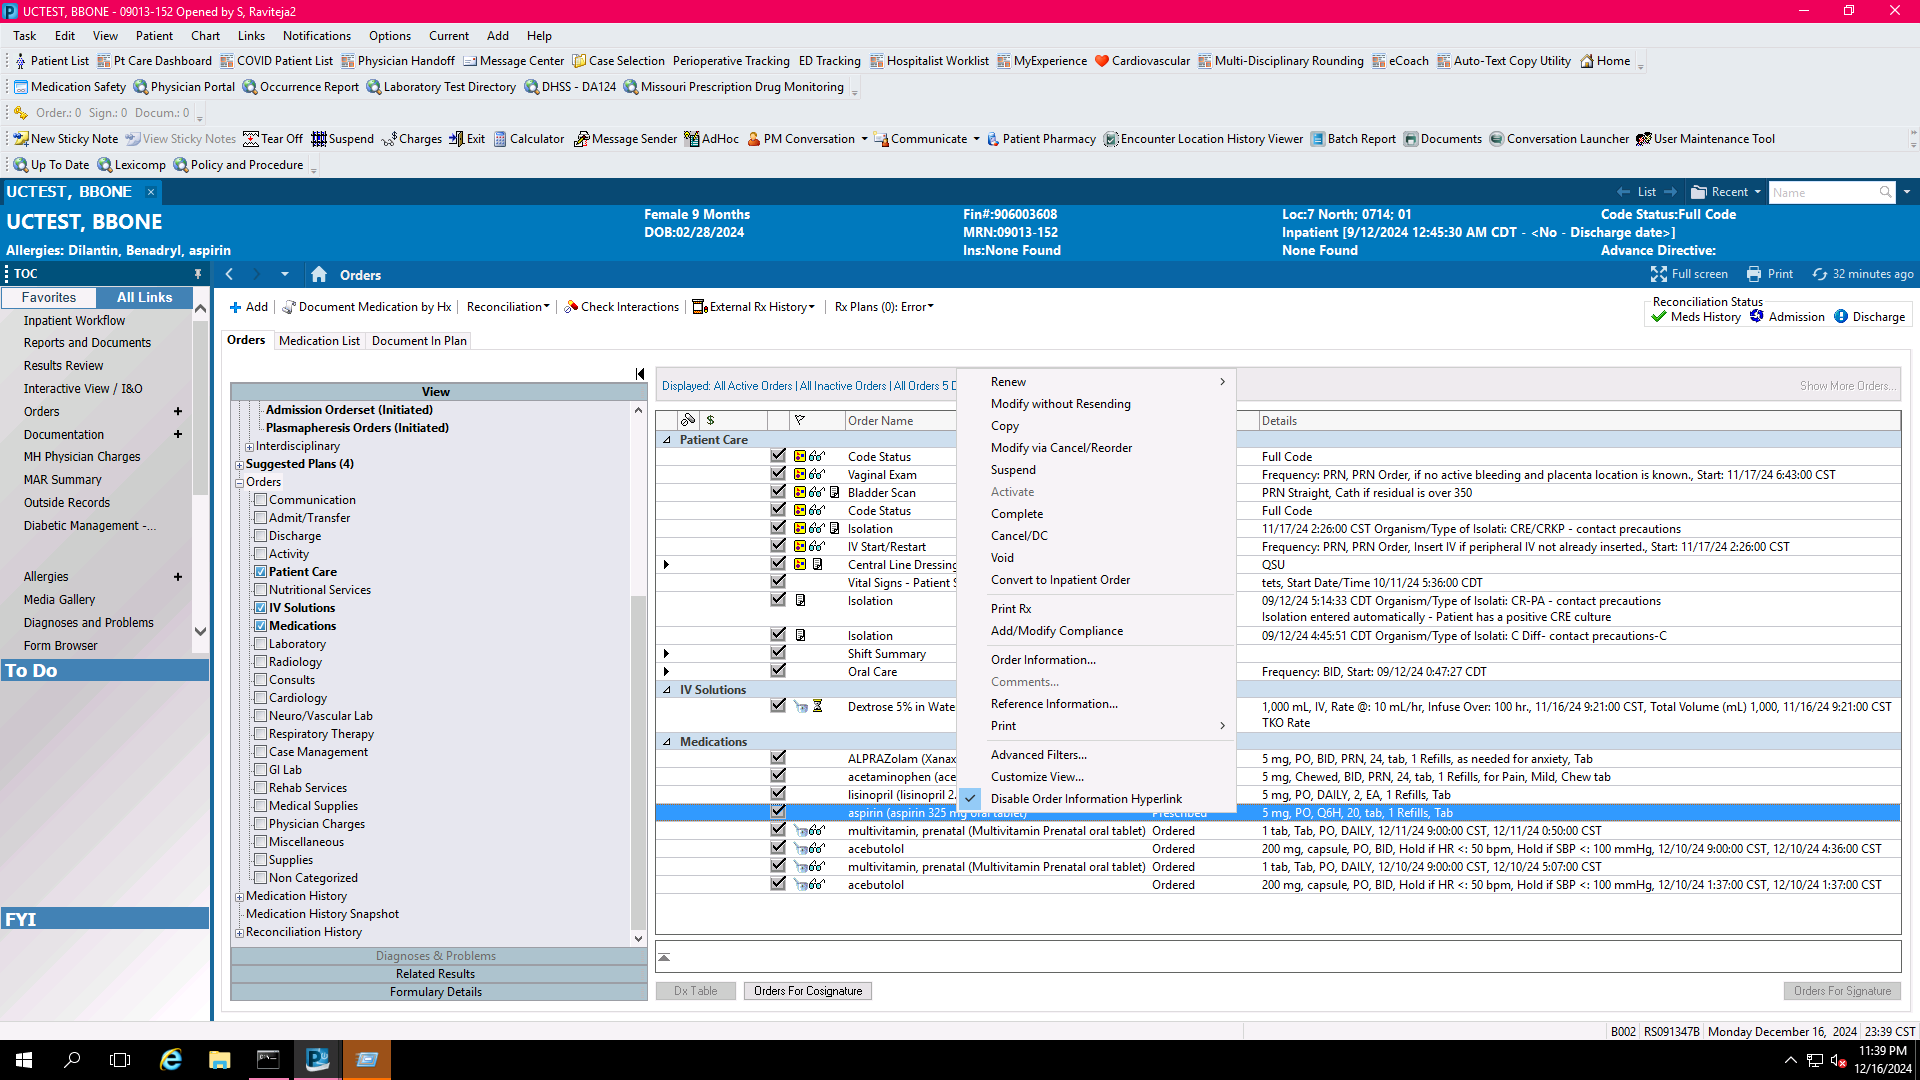 UCTEST, BBONE - 09013-152 Opened by S, Raviteja2
Task Edit View Patient Chart Links Notifications Options Current Add Help
Patient List Pt Care Dashboard COVID Patient List Physician Handoff Message Center Case Selection Perioperative Tracking ED Tracking Hospitalist Worklist MyExperience Cardiovascular Multi-Disciplinary Rounding eCoach Auto-Text Copy Utility Home
Medication Safety Physician Portal Occurrence Report Laboratory Test Directory DHSS - DA124 Missouri Prescription Drug Monitoring
Order.: 0 Sign.: 0 Docum.: 0
New Sticky Note View Sticky Notes Tear Off Suspend Charges Exit Calculator Message Sender AdHoc PM Conversation Communicate Patient Pharmacy Encounter Location History Viewer Batch Report Documents Conversation Launcher User Maintenance Tool
Up To Date Lexicomp Policy and Procedure
UCTEST, BBONE × List Recent Name
UCTEST, BBONE
Allergies: Dilantin, Benadryl, aspirin
Female 9 Months
DOB:02/28/2024
Fin#:906003608
MRN:09013-152
Ins:None Found
Loc:7 North; 0714; 01
Inpatient [9/12/2024 12:45:30 AM CDT - <No - Discharge date>]
None Found
Code Status:Full Code
Advance Directive:
TOC
Favorites All Links
Inpatient Workflow
Reports and Documents
Results Review
Interactive View / I&O
Orders +
Documentation +
MH Physician Charges
MAR Summary
Outside Records
Diabetic Management -...
Allergies +
Media Gallery
Diagnoses and Problems
Form Browser
To Do
FYI
Orders
Full screen Print 32 minutes ago
Add Document Medication by Hx Reconciliation Check Interactions External Rx History Rx Plans (0): Error
Reconciliation Status
Meds History Admission Discharge
Orders Medication List Document In Plan
View
Admission Orderset (Initiated)
Plasmapheresis Orders (Initiated)
Interdisciplinary
Suggested Plans (4)
Orders
Communication
Admit/Transfer
Discharge
Activity
Patient Care
Nutritional Services
IV Solutions
Medications
Laboratory
Radiology
Consults
Cardiology
Neuro/Vascular Lab
Respiratory Therapy
Case Management
GI Lab
Rehab Services
Medical Supplies
Physician Charges
Miscellaneous
Supplies
Non Categorized
Medication History
Medication History Snapshot
Reconciliation History
Diagnoses & Problems
Related Results
Formulary Details
Displayed: All Active Orders | All Inactive Orders | All Orders 5 D
Show More Orders...
$ Order Name Details
Patient Care
Code Status Full Code
Vaginal Exam Frequency: PRN, PRN Order, if no active bleeding and placenta location is known., Start: 11/17/24 6:43:00 CST
Bladder Scan PRN Straight, Cath if residual is over 350
Code Status Full Code
Isolation 11/17/24 2:26:00 CST Organism/Type of Isolati: CRE/CRKP - contact precautions
IV Start/Restart Frequency: PRN, PRN Order, Insert IV if peripheral IV not already inserted., Start: 11/17/24 2:26:00 CST
Central Line Dressing QSU
Vital Signs - Patient S tets, Start Date/Time 10/11/24 5:36:00 CDT
Isolation 09/12/24 5:14:33 CDT Organism/Type of Isolati: CR-PA - contact precautions
Isolation entered automatically - Patient has a positive CRE culture
Isolation 09/12/24 4:45:51 CDT Organism/Type of Isolati: C Diff- contact precautions-C
Shift Summary
Oral Care Frequency: BID, Start: 09/12/24 0:47:27 CDT
IV Solutions
Dextrose 5% in Wate 1,000 mL, IV, Rate @: 10 mL/hr, Infuse Over: 100 hr., 11/16/24 9:21:00 CST, Total Volume (mL) 1,000, 11/16/24 9:21:00 CST
TKO Rate
Medications
ALPRAZolam (Xanax 5 mg, PO, BID, PRN, 24, tab, 1 Refills, as needed for anxiety, Tab
acetaminophen (ace 5 mg, Chewed, BID, PRN, 24, tab, 1 Refills, for Pain, Mild, Chew tab
lisinopril (lisinopril 2. 5 mg, PO, DAILY, 2, EA, 1 Refills, Tab
aspirin (aspirin 325 mg oral tablet) Prescribed 5 mg, PO, Q6H, 20, tab, 1 Refills, Tab
multivitamin, prenatal (Multivitamin Prenatal oral tablet) Ordered 1 tab, Tab, PO, DAILY, 12/11/24 9:00:00 CST, 12/11/24 0:50:00 CST
acebutolol Ordered 200 mg, capsule, PO, BID, Hold if HR <: 50 bpm, Hold if SBP <: 100 mmHg, 12/10/24 9:00:00 CST, 12/10/24 4:36:00 CST
multivitamin, prenatal (Multivitamin Prenatal oral tablet) Ordered 1 tab, Tab, PO, DAILY, 12/10/24 9:00:00 CST, 12/10/24 5:07:00 CST
acebutolol Ordered 200 mg, capsule, PO, BID, Hold if HR <: 50 bpm, Hold if SBP <: 100 mmHg, 12/10/24 1:37:00 CST, 12/10/24 1:37:00 CST
Renew
Modify without Resending
Copy
Modify via Cancel/Reorder
Suspend
Activate
Complete
Cancel/DC
Void
Convert to Inpatient Order
Print Rx
Add/Modify Compliance
Order Information...
Comments...
Reference Information...
Print
Advanced Filters...
Customize View...
Disable Order Information Hyperlink
Dx Table Orders For Cosignature Orders For Signature
B002 RS091347B Monday December 16, 2024 23:39 CST
11:39 PM
12/16/2024